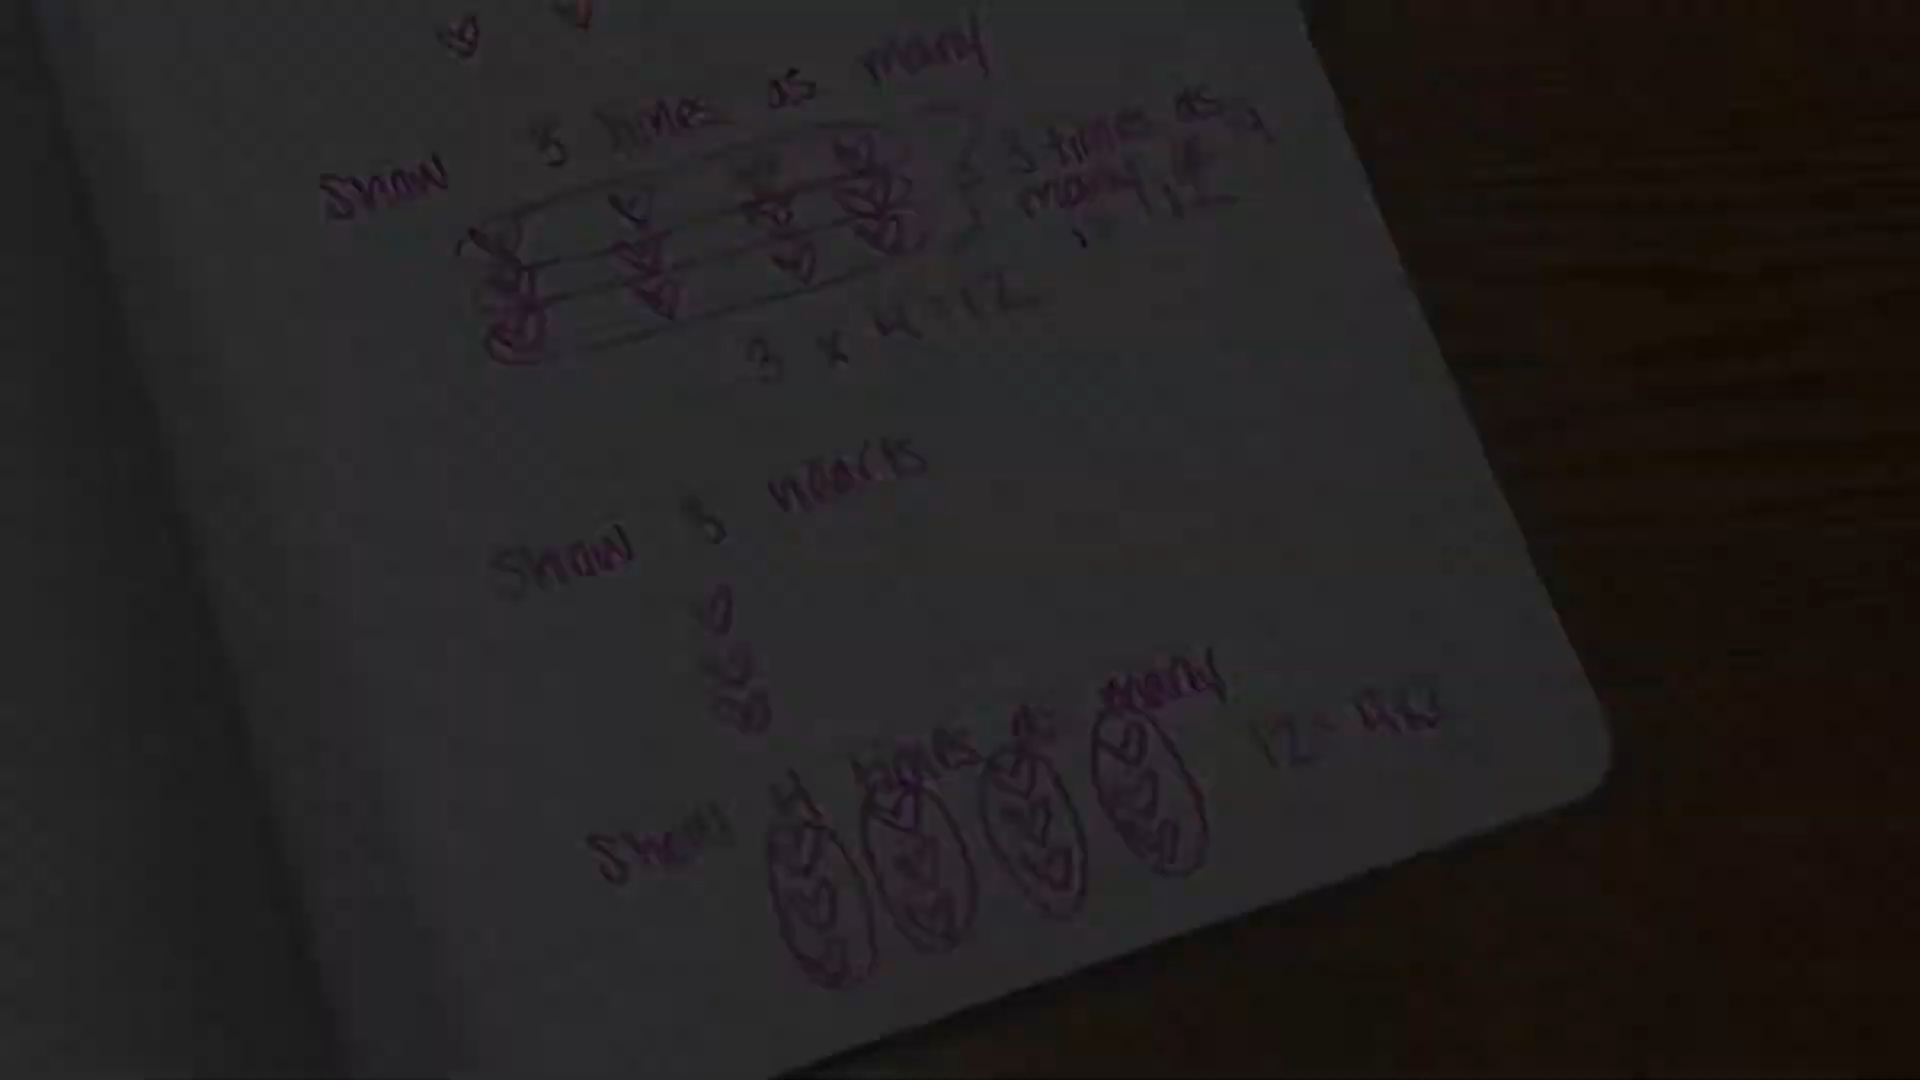 Show 3 times as many
3 times as
many 4
is 12
3 x 4 = 12
Show 3 hearts
Show 4 times as many
12 =